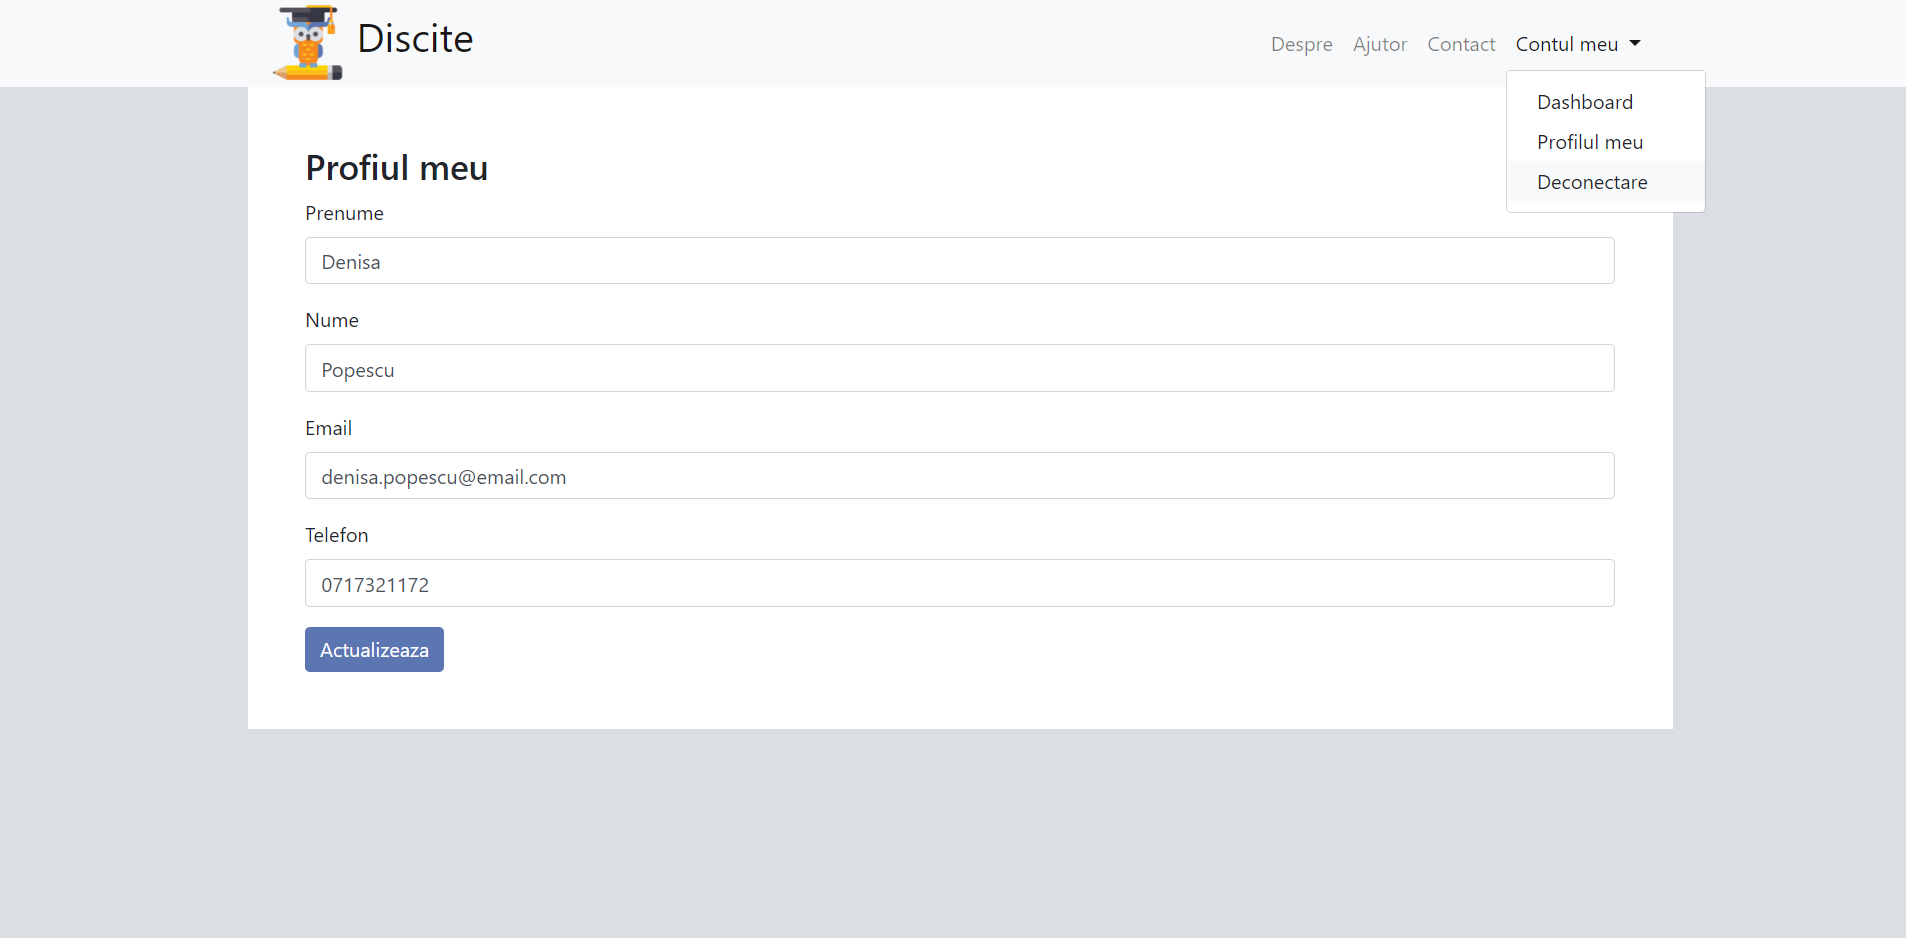 Discite
Despre Ajutor Contact Contul meu
Dashboard
Profilul meu
Deconectare
Profiul meu
Prenume
Denisa
Nume
Popescu
Email
denisa.popescu@email.com
Telefon
0717321172
Actualizeaza